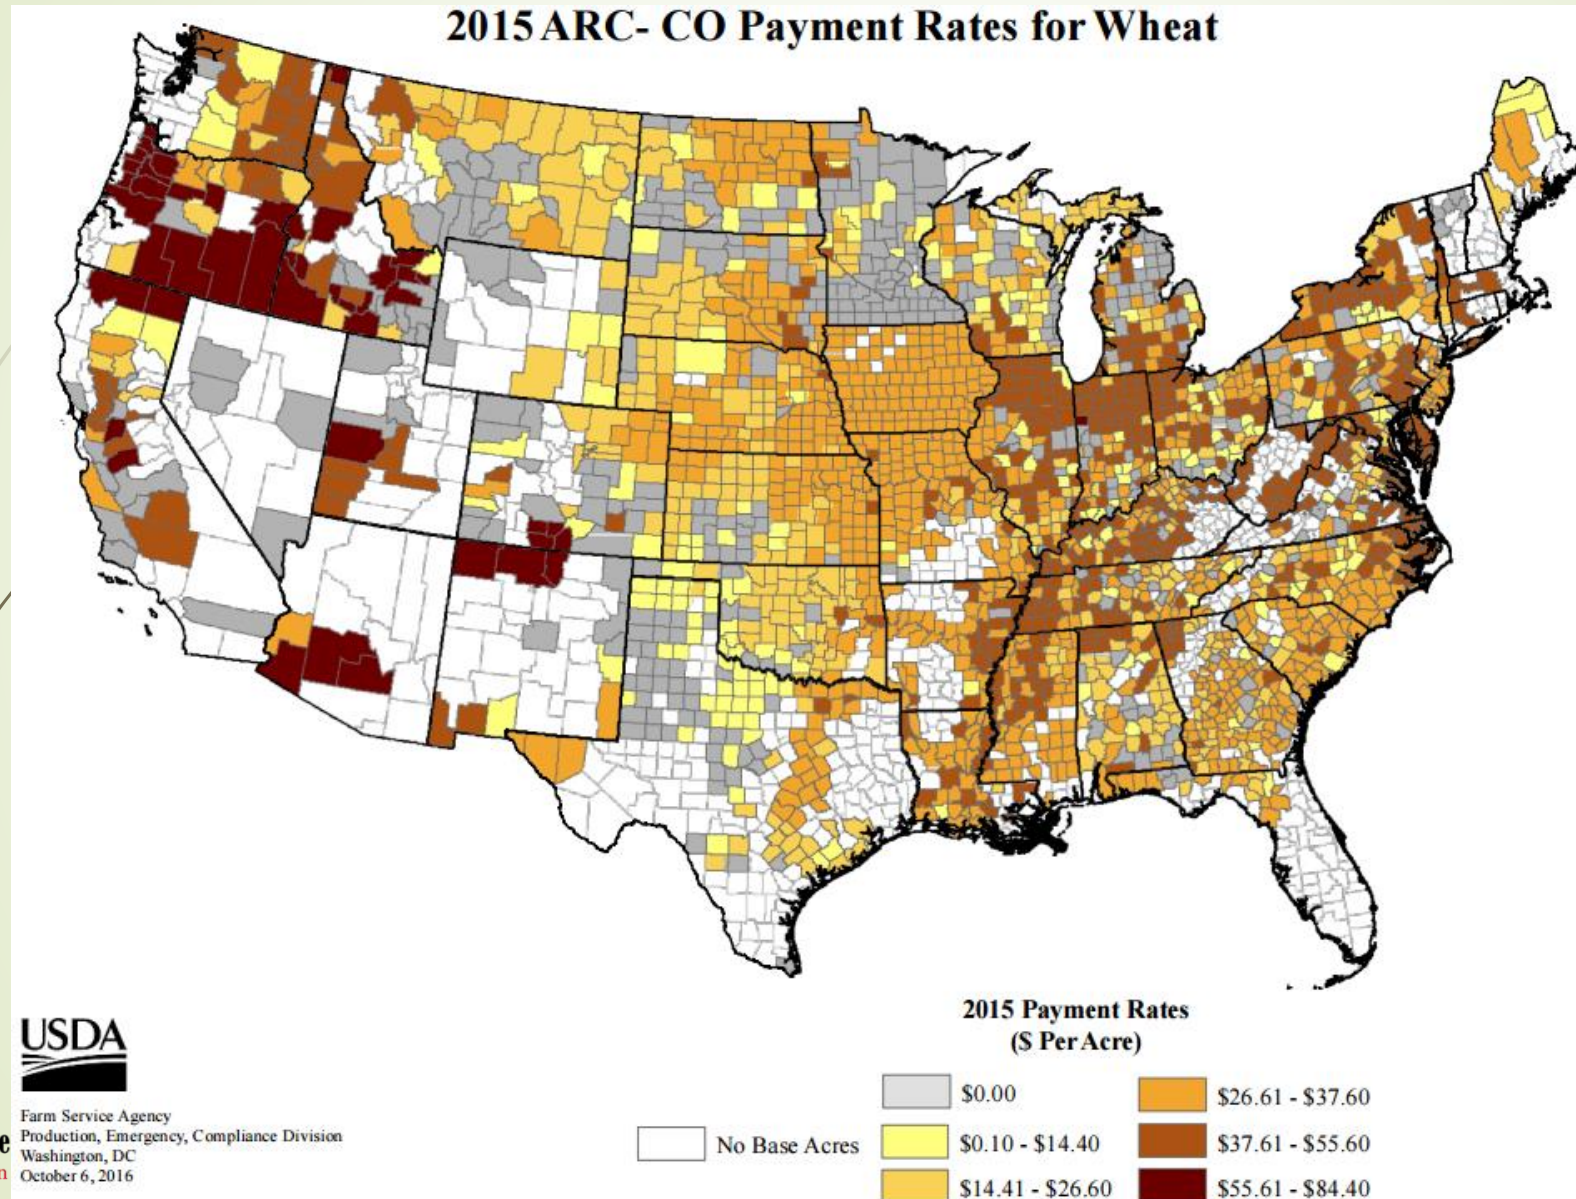 2015 ARC- CO Payment Rates for Wheat
USDA
Farm Service Agency
Production, Emergency, Compliance Division
Washington, DC
October 6, 2016
2015 Payment Rates
($ Per Acre)
No Base Acres
$0.00
$0.10 - $14.40
$14.41 - $26.60
$26.61 - $37.60
$37.61 - $55.60
$55.61 - $84.40